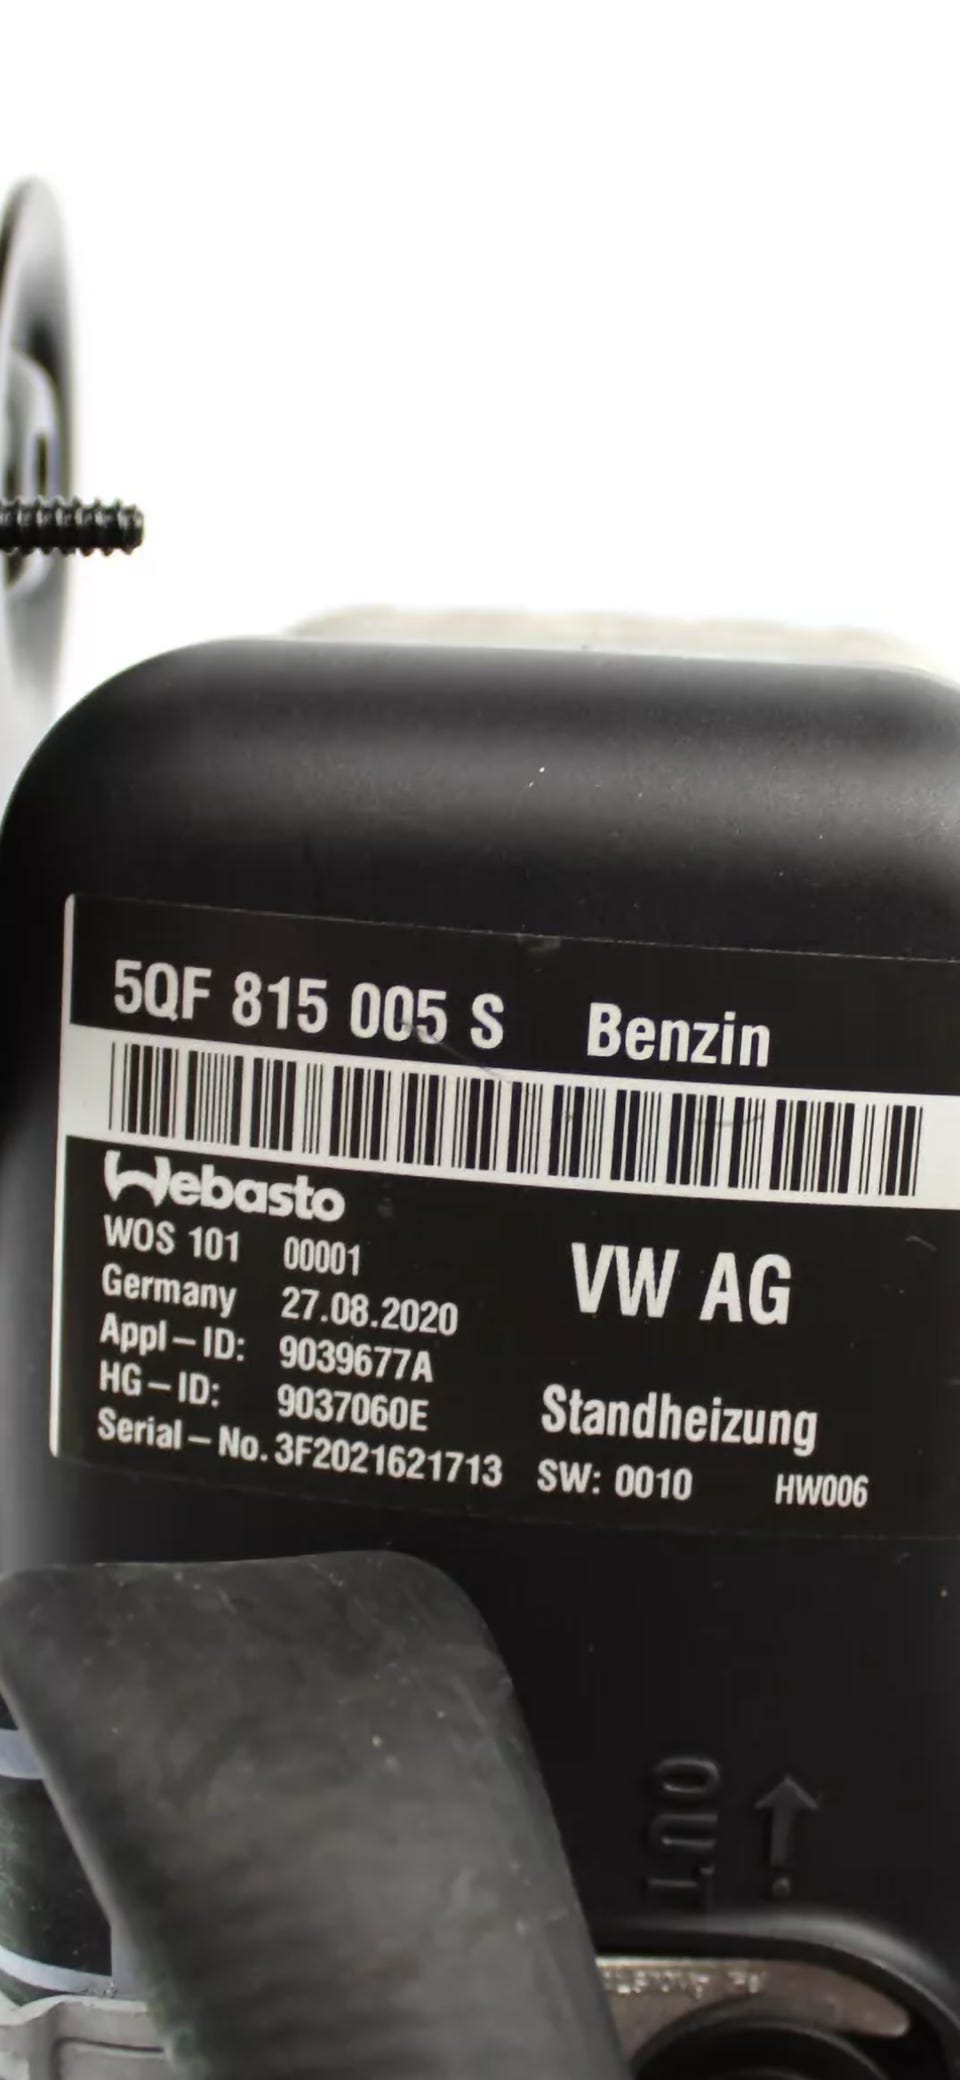 5QF 815 005 S Benzin
Webasto
WOS 101 00001
Germany 27.08.2020
VW AG
Appl-ID: 9039677A
HG-ID: 9037060E
Standheizung
Serial-No. 3F2021621713 SW: 0010 HW006
OUT